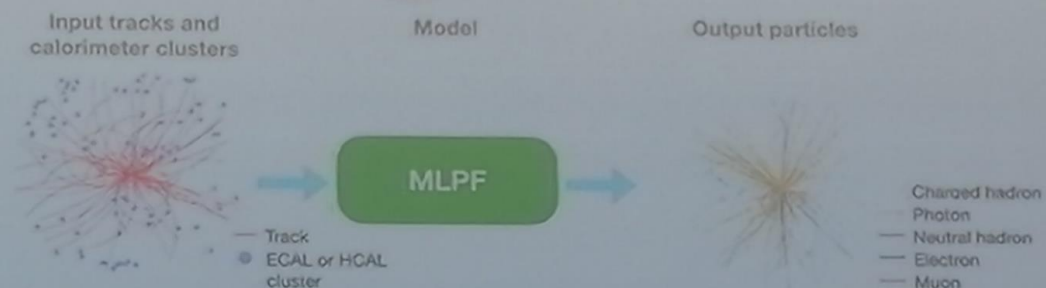 Input tracks and
calorimeter clusters
Model
Output particles
MLPF
Track
ECAL or HCAL
cluster
Charged hadron
Photon
Neutral hadron
Electron
Muon